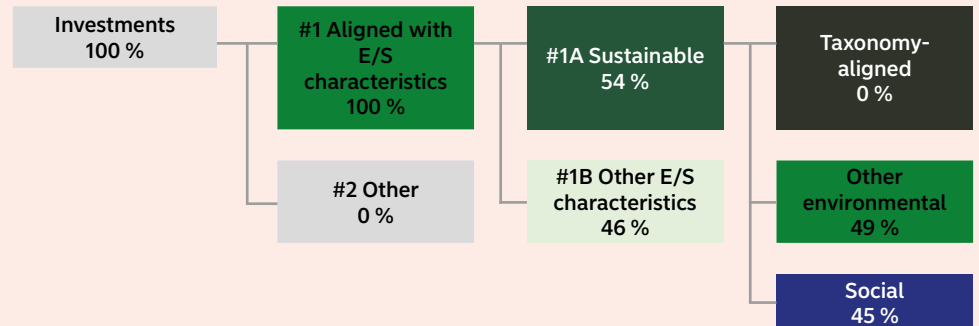 Investments
100 %
#1 Aligned with
E/S
characteristics
100 %
#2 Other
0 %
#1A Sustainable
54 %
#1B Other E/S
characteristics
46 %
Taxonomy-
aligned
0 %
Other
environmental
49 %
Social
45 %